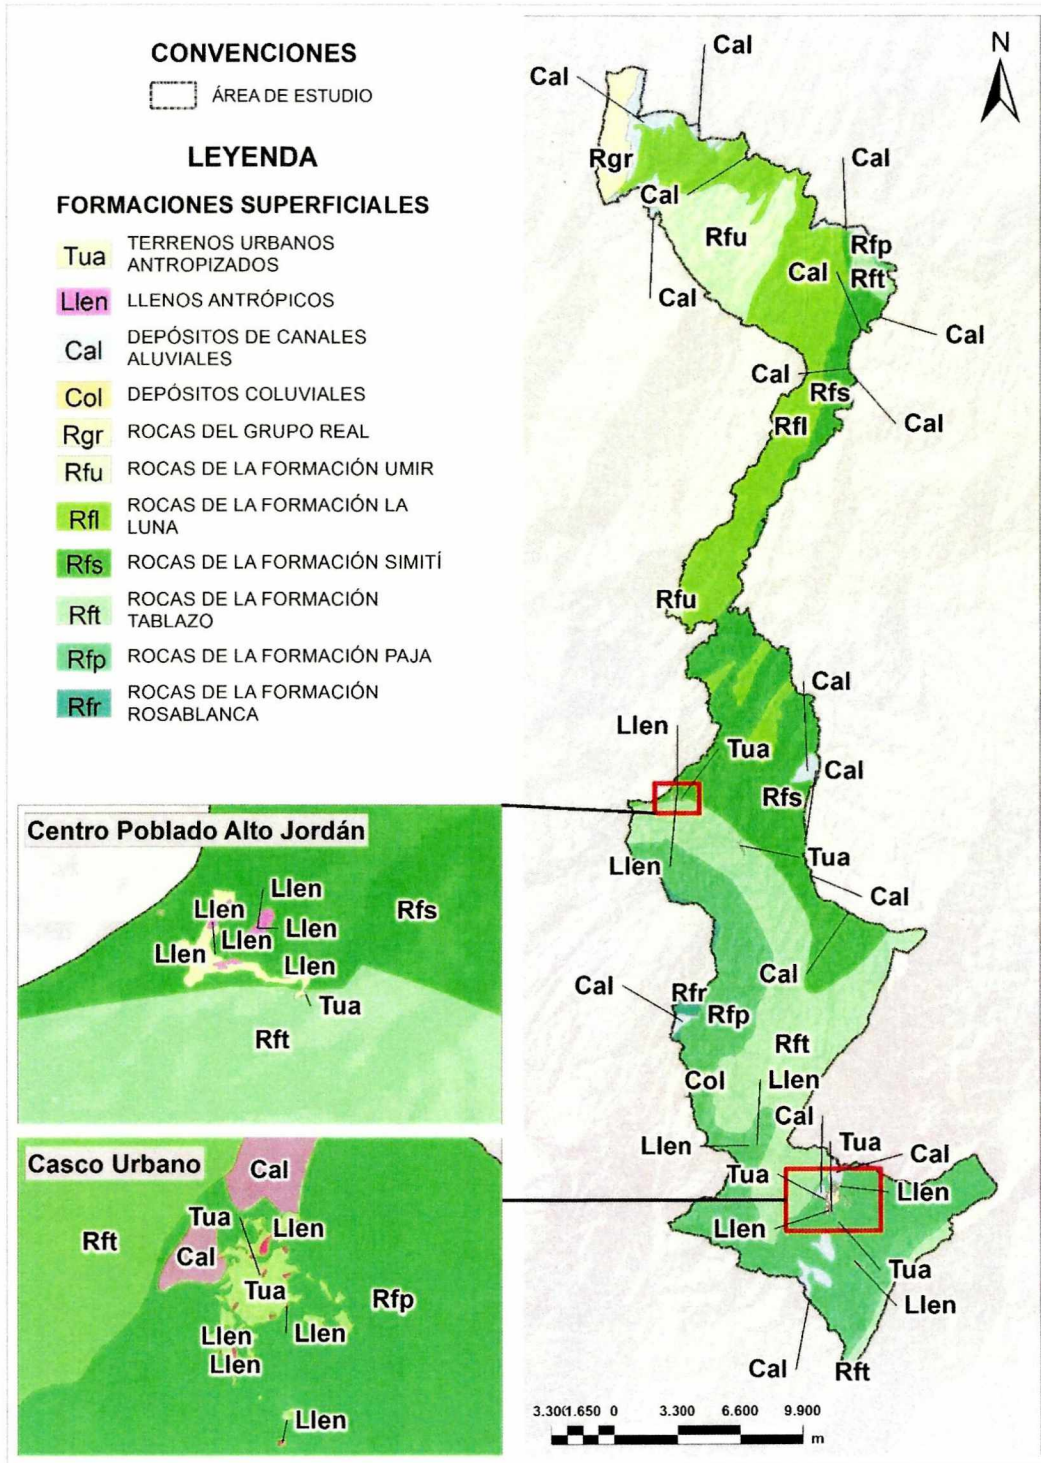 CONVENCIONES
ÁREA DE ESTUDIO
LEYENDA
FORMACIONES SUPERFICIALES
Tua TERRENOS URBANOS
ANTROPIZADOS
Llen LLENOS ANTRÓPICOS
Cal DEPÓSITOS DE CANALES
ALUVIALES
Col DEPÓSITOS COLUVIALES
Rgr ROCAS DEL GRUPO REAL
Rfu ROCAS DE LA FORMACIÓN UMIR
Rfl ROCAS DE LA FORMACIÓN LA
LUNA
Rfs ROCAS DE LA FORMACIÓN SIMITÍ
Rft ROCAS DE LA FORMACIÓN
TABLAZO
Rfp ROCAS DE LA FORMACIÓN PAJA
Rfr ROCAS DE LA FORMACIÓN
ROSABLANCA
N
Cal
Cal
Rgr
Cal
Cal
Rfu
Rfp
Cal
Rft
Cal
Cal
Cal
Rfs
Cal
Rfl
Rfu
Cal
Llen
Tua
Cal
Rfs
Llen
Tua
Cal
Cal
Cal
Rfr
Rfp
Rft
Col
Llen
Cal
Llen
Tua
Cal
Tua
Llen
Llen
Tua
Llen
Cal
Rft
3.300 1.650 0 3.300 6.600 9.900
m
Centro Poblado Alto Jordán
Llen
Llen
Rfs
Llen
Llen
Llen
Llen
Tua
Rft
Casco Urbano
Cal
Tua
Llen
Rft
Cal
Tua
Rfp
Llen
Llen
Llen
Llen